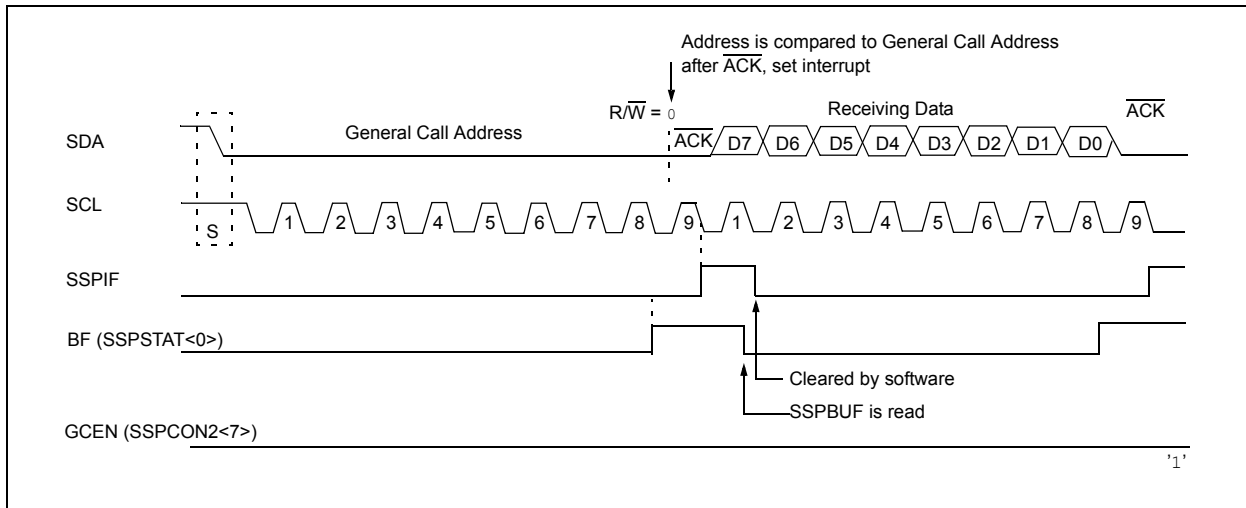 Address is compared to General Call Address
after ACK, set interrupt
R/W = 0
General Call Address
Receiving Data
ACK
SDA
ACK
D7 D6 D5 D4 D3 D2 D1 D0
SCL
S
1 2 3 4 5 6 7 8 9 1 2 3 4 5 6 7 8 9
SSPIF
BF (SSPSTAT<0>)
Cleared by software
SSPBUF is read
GCEN (SSPCON2<7>)
'1'